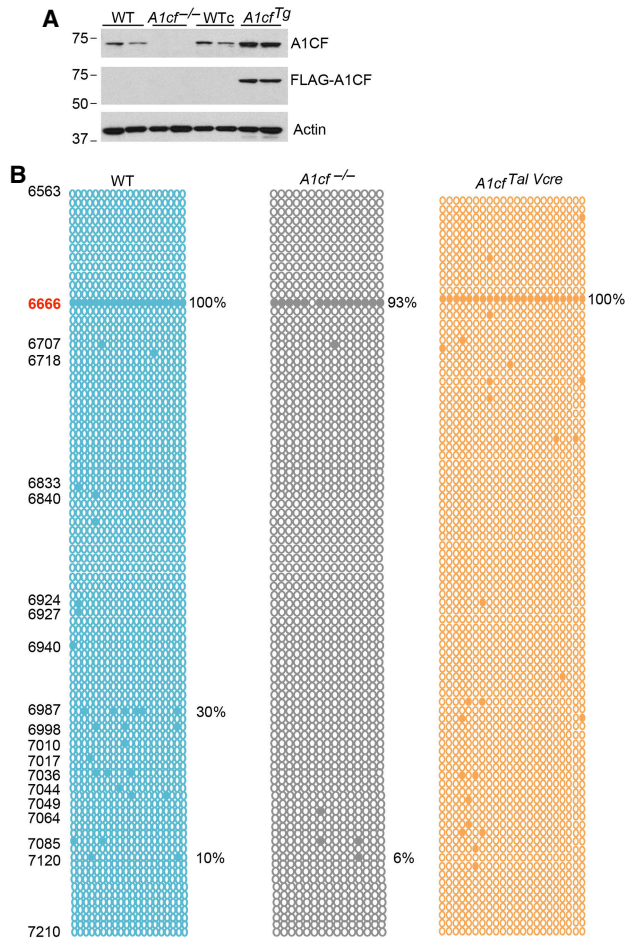 A
WT A1cf–/– WTc A1cfTg
75 A1CF
75 FLAG-A1CF
50
Actin
37
B
WT A1cf –/– A1cf Tal Vcre
6563
6666 100% 93% 100%
6707
6718
6833
6840
6924
6927
6940
6987 30%
6998
7010
7017
7036
7044
7049
7064
7085
7120 10% 6%
7210